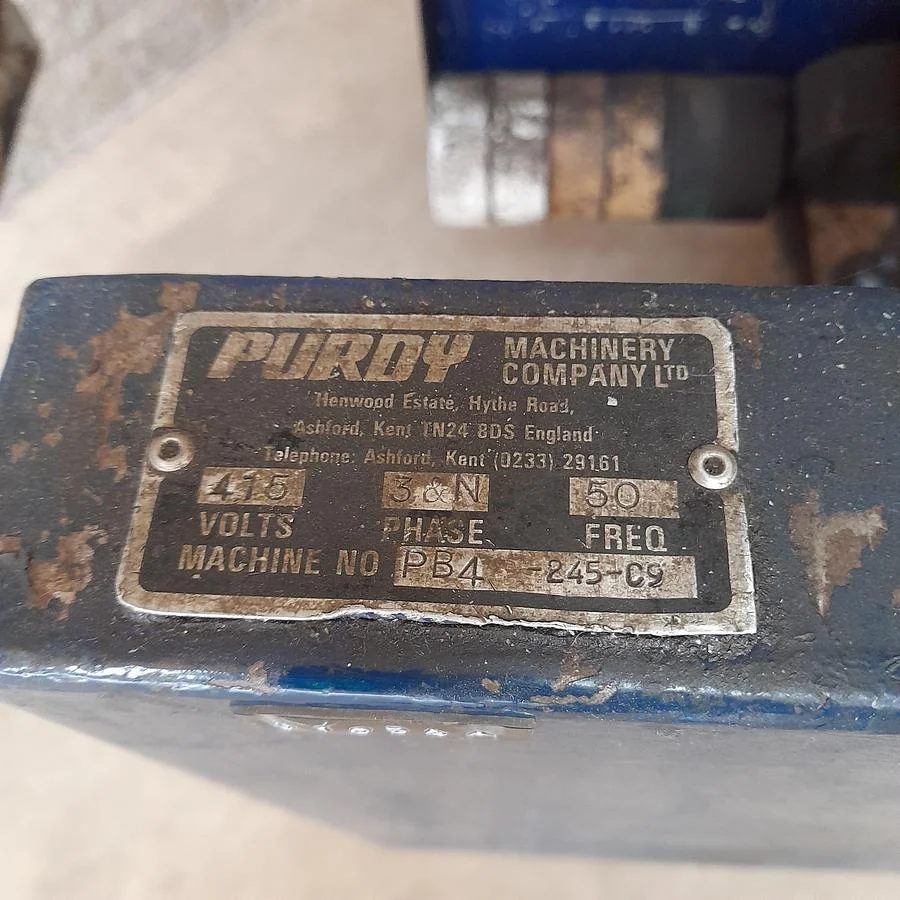 PURDY MACHINERY
COMPANY LTD
Henwood Estate, Hythe Road,
Ashford, Kent TN24 8DS England
Telephone: Ashford, Kent (0233) 29161
415 3 & N 50
VOLTS PHASE FREQ
MACHINE NO PB4 -245-C9